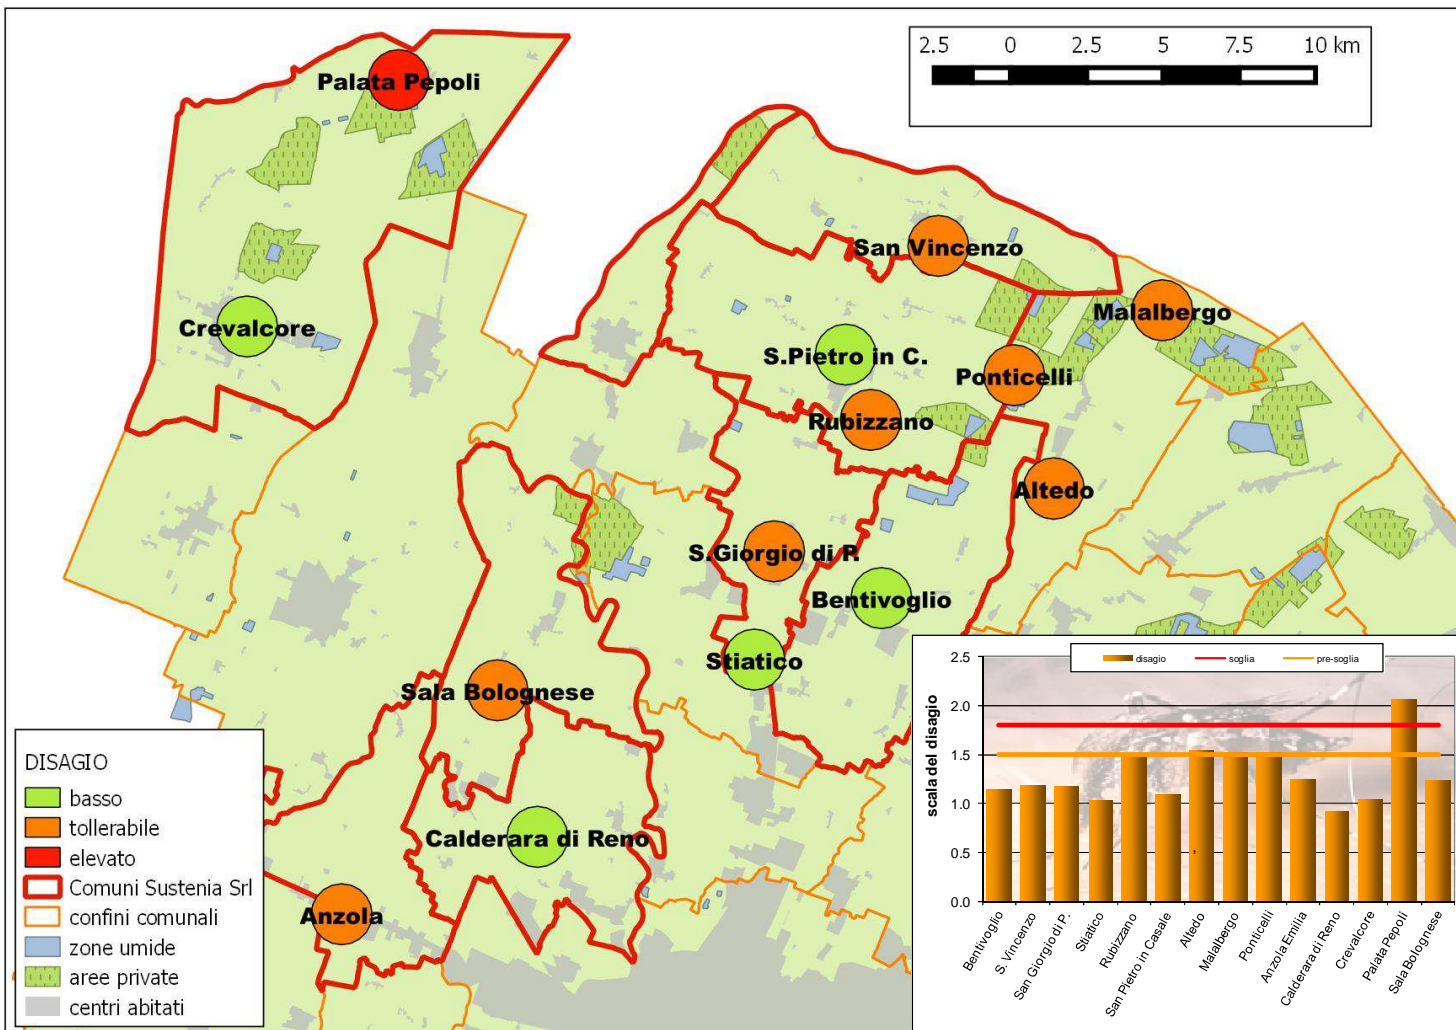 2.5 0 2.5 5 7.5 10 km
Palata Pepoli
San Vincenzo
Malalbergo
Crevalcore
S.Pietro in C.
Ponticelli
Rubizzano
Altedo
S.Giorgio di P.
Bentivoglio
Stiatico
Sala Bolognese
Calderara di Reno
Anzola
DISAGIO
basso
tollerabile
elevato
Comuni Sustenia Srl
confini comunali
zone umide
aree private
centri abitati
disagio soglia pre-soglia
scala del disagio
2.5
2.0
1.5
1.0
0.5
0.0
,
Bentivoglio
S. Vincenzo
San Giorgio di P.
Stiatico
Rubizzano
San Pietro in Casale
Altedo
Malalbergo
Ponticelli
Anzola Emilia
Calderara di Reno
Crevalcore
Palata Pepoli
Sala Bolognese